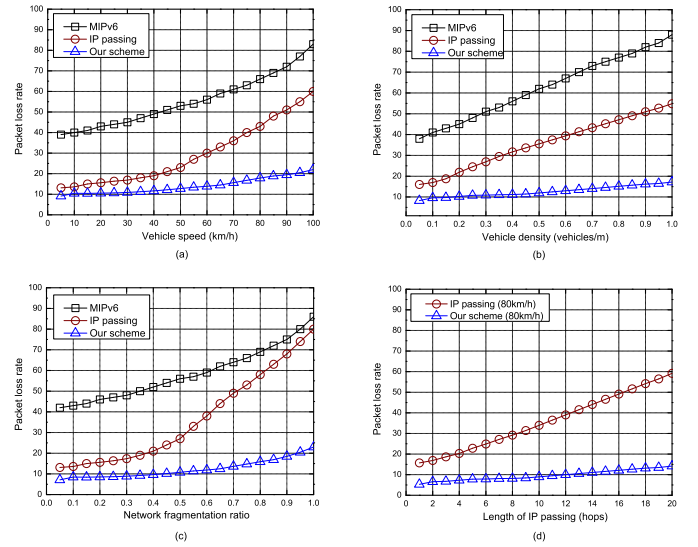 100
90
80
70
60
50
40
30
20
10
0
Packet loss rate
MIPv6
IP passing
Our scheme
0 10 20 30 40 50 60 70 80 90 100
Vehicle speed (km/h)
(a)
100
90
80
70
60
50
40
30
20
10
Packet loss rate
MIPv6
IP passing
Our scheme
0.0 0.1 0.2 0.3 0.4 0.5 0.6 0.7 0.8 0.9 1.0
Vehicle density (vehicles/m)
(b)
100
90
80
70
60
50
40
30
20
10
0
Packet loss rate
MIPv6
IP passing
Our scheme
0.0 0.1 0.2 0.3 0.4 0.5 0.6 0.7 0.8 0.9 1.0
Network fragmentation ratio
(c)
100
90
80
70
60
50
40
30
20
10
0
Packet loss rate
IP passing (80km/h)
Our scheme (80km/h)
0 2 4 6 8 10 12 14 16 18 20
Length of IP passing (hops)
(d)